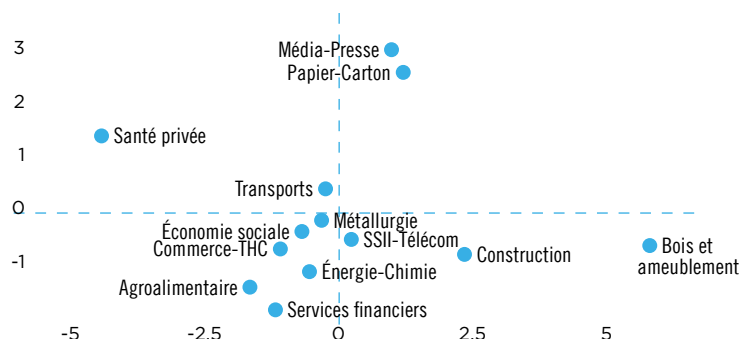 3
Média-Presse
Papier-Carton
2
Santé privée
1
Transports
0
Métallurgie
Économie sociale
SSII-Télécom
Commerce-THC
Construction
Bois et
ameublement
-1
Énergie-Chimie
Agroalimentaire
Services financiers
-5
-2.5
0
2.5
5